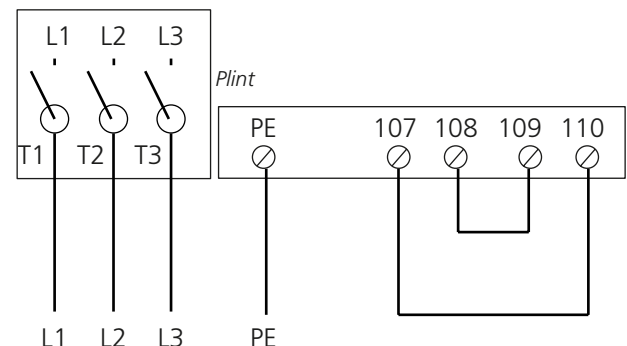 L1 L2 L3
Plint
PE 107 108 109 110
T1 T2 T3
L1 L2 L3 PE